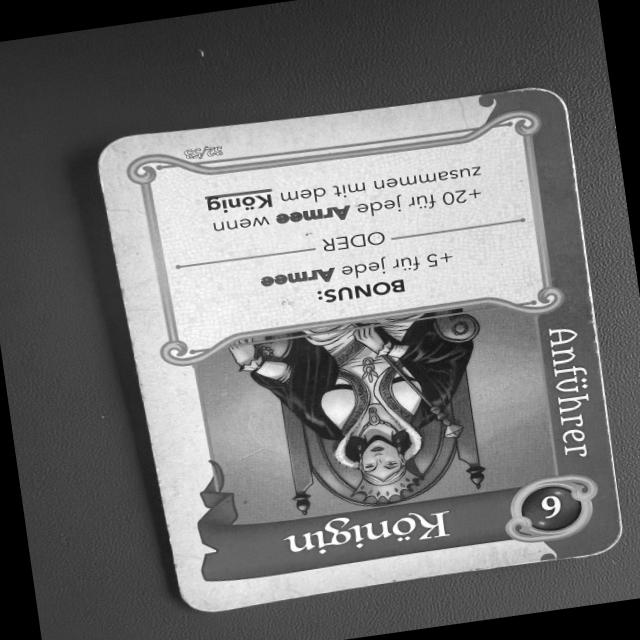 6
Königin
Anführer
BONUS:
+5 für jede Armee
ODER
+20 für jede Armee wenn
zusammen mit dem König